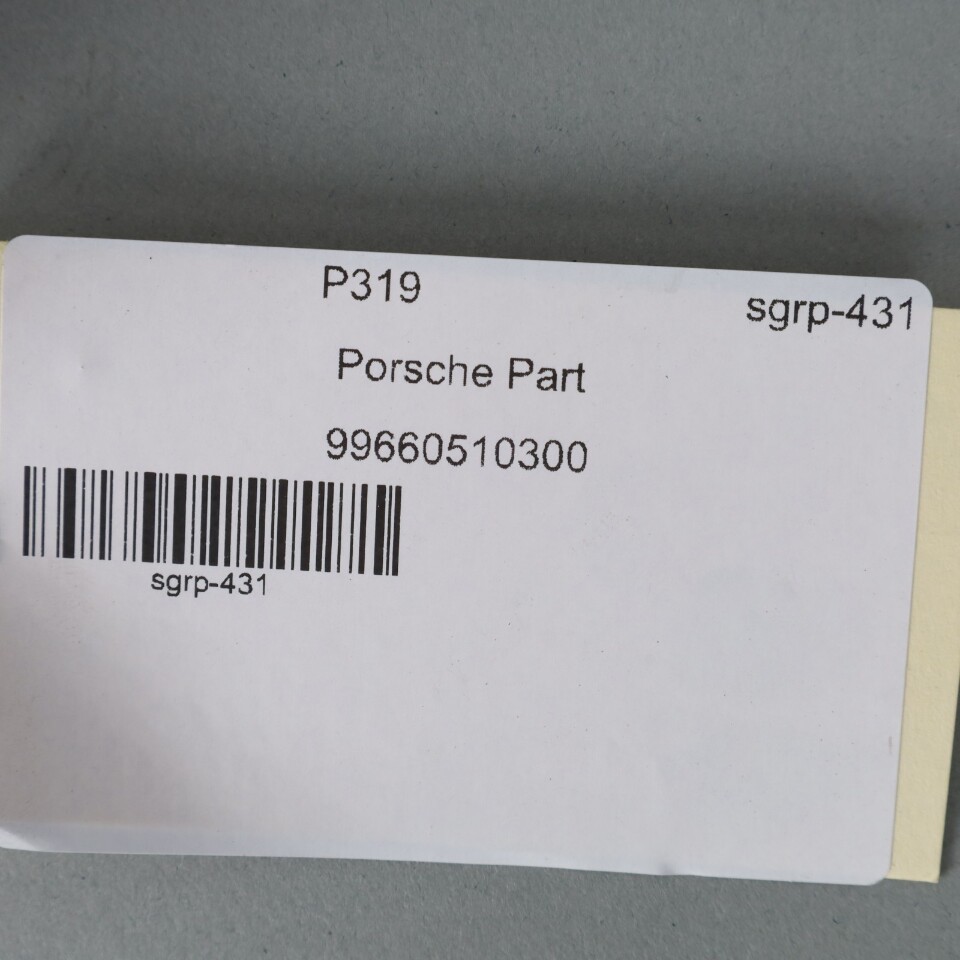 P319
sgrp-431
Porsche Part
99660510300
sgrp-431